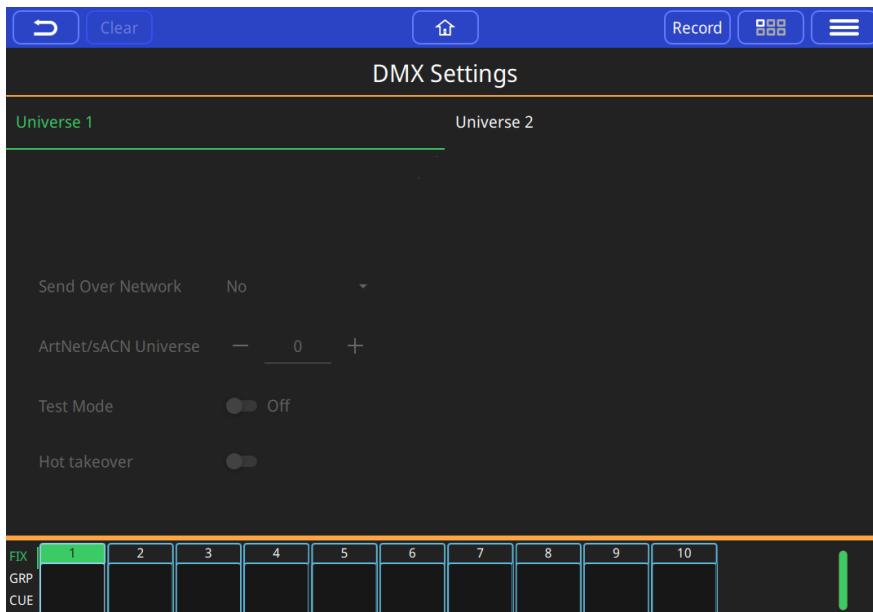 Clear Record
DMX Settings
Universe 1 Universe 2
Send Over Network No
ArtNet/sACN Universe — 0 +
Test Mode Off
Hot takeover
FIX 1 2 3 4 5 6 7 8 9 10
GRP
CUE